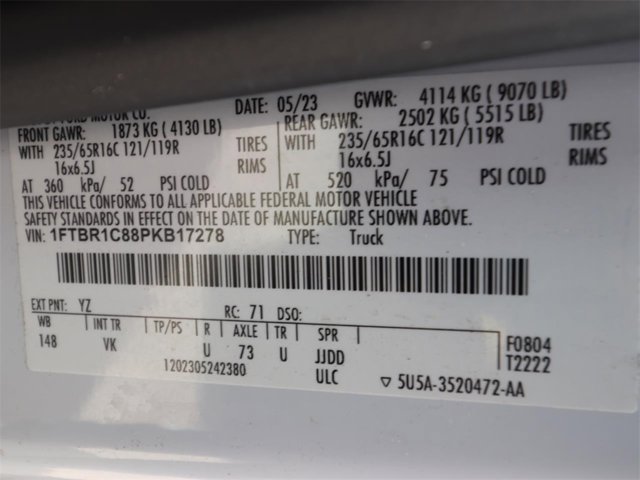 FORD MOTOR CO. DATE: 05/23 GVWR: 4114 KG ( 9070 LB)
FRONT GAWR: 1873 KG ( 4130 LB) REAR GAWR: 2502 KG ( 5515 LB)
WITH 235/65R16C 121/119R TIRES WITH 235/65R16C 121/119R TIRES
16x6.5J RIMS 16x6.5J RIMS
AT 360 kPa/ 52 PSI COLD AT 520 kPa/ 75 PSI COLD
THIS VEHICLE CONFORMS TO ALL APPLICABLE FEDERAL MOTOR VEHICLE
SAFETY STANDARDS IN EFFECT ON THE DATE OF MANUFACTURE SHOWN ABOVE.
VIN: 1FTBR1C88PKB17278 TYPE: Truck
EXT PNT: YZ RC: 71 DSO:
WB INT TR TP/PS R AXLE TR SPR F0804
148 VK U 73 U JJDD T2222
1202305242380 ULC ▽ 5U5A-3520472-AA